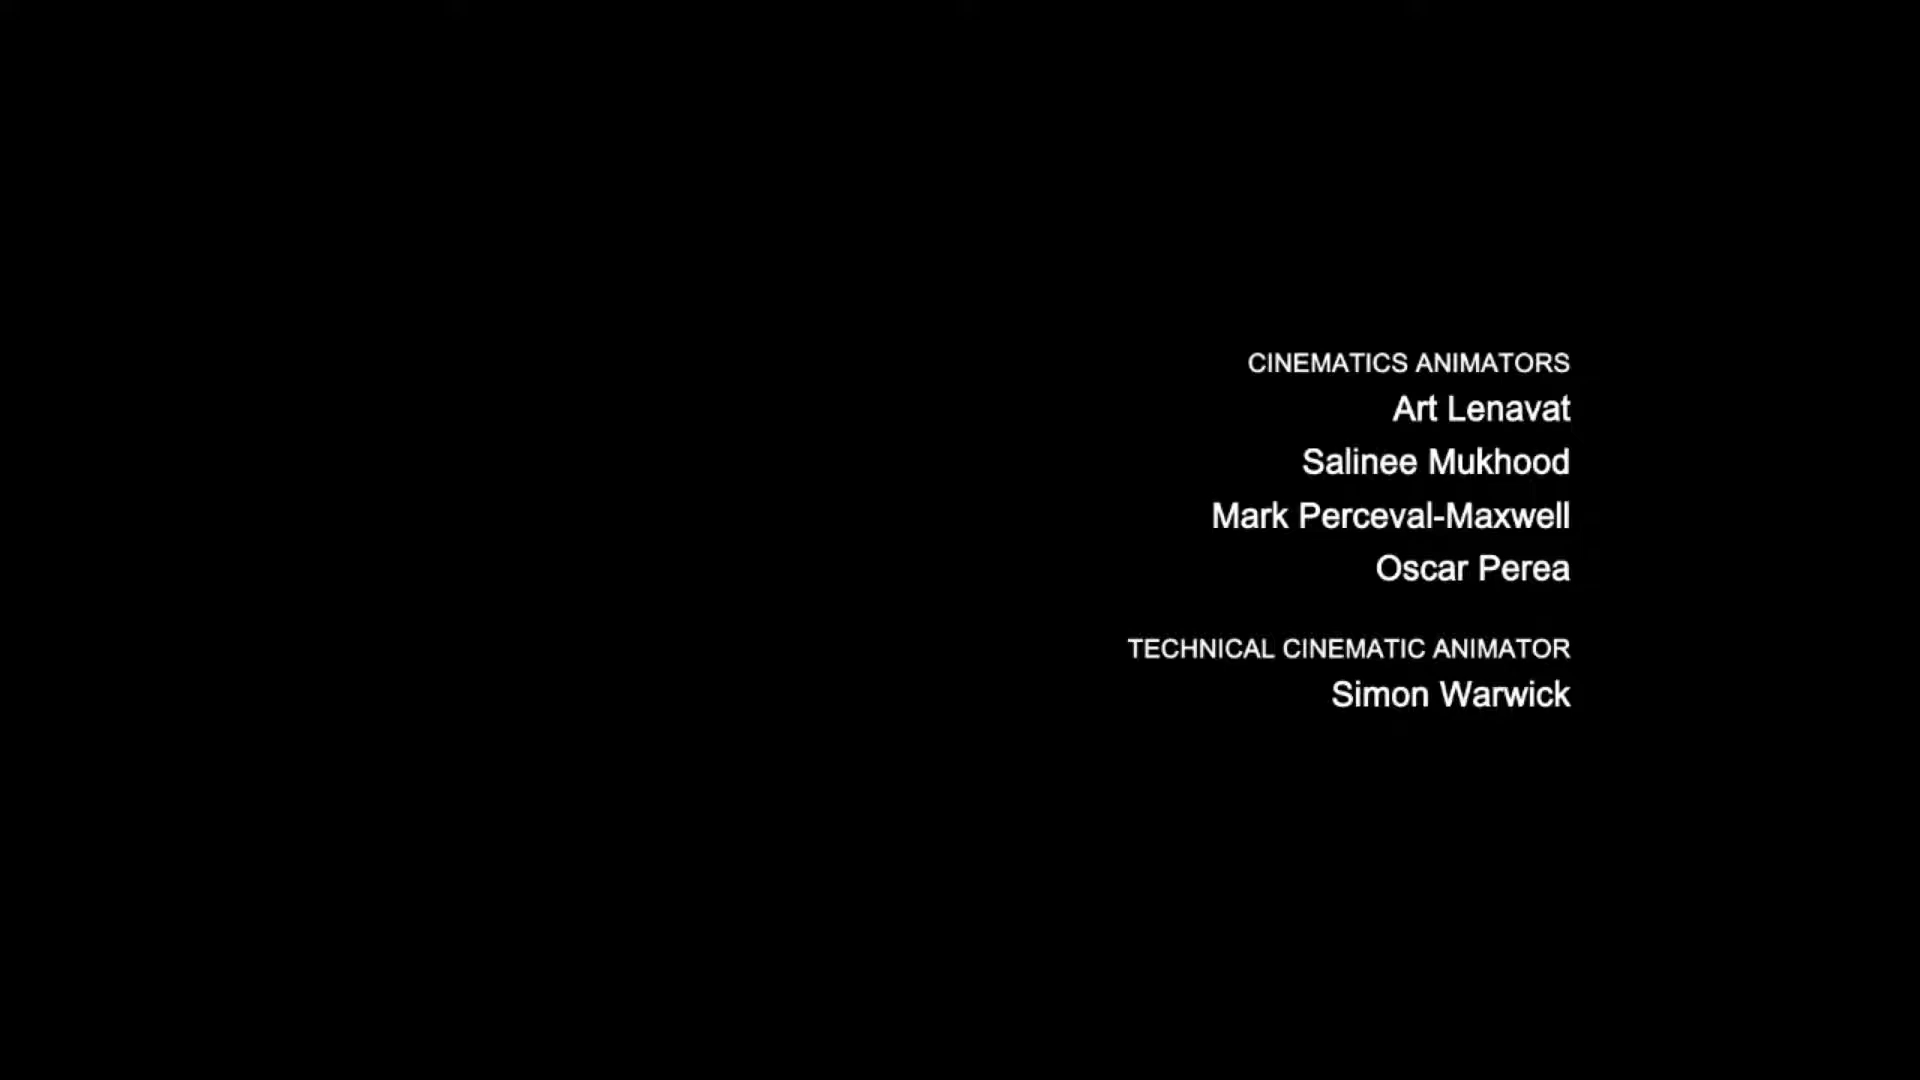 CINEMATICS ANIMATORS
Art Lenavat
Salinee Mukhood
Mark Perceval-Maxwell
Oscar Perea
TECHNICAL CINEMATIC ANIMATOR
Simon Warwick